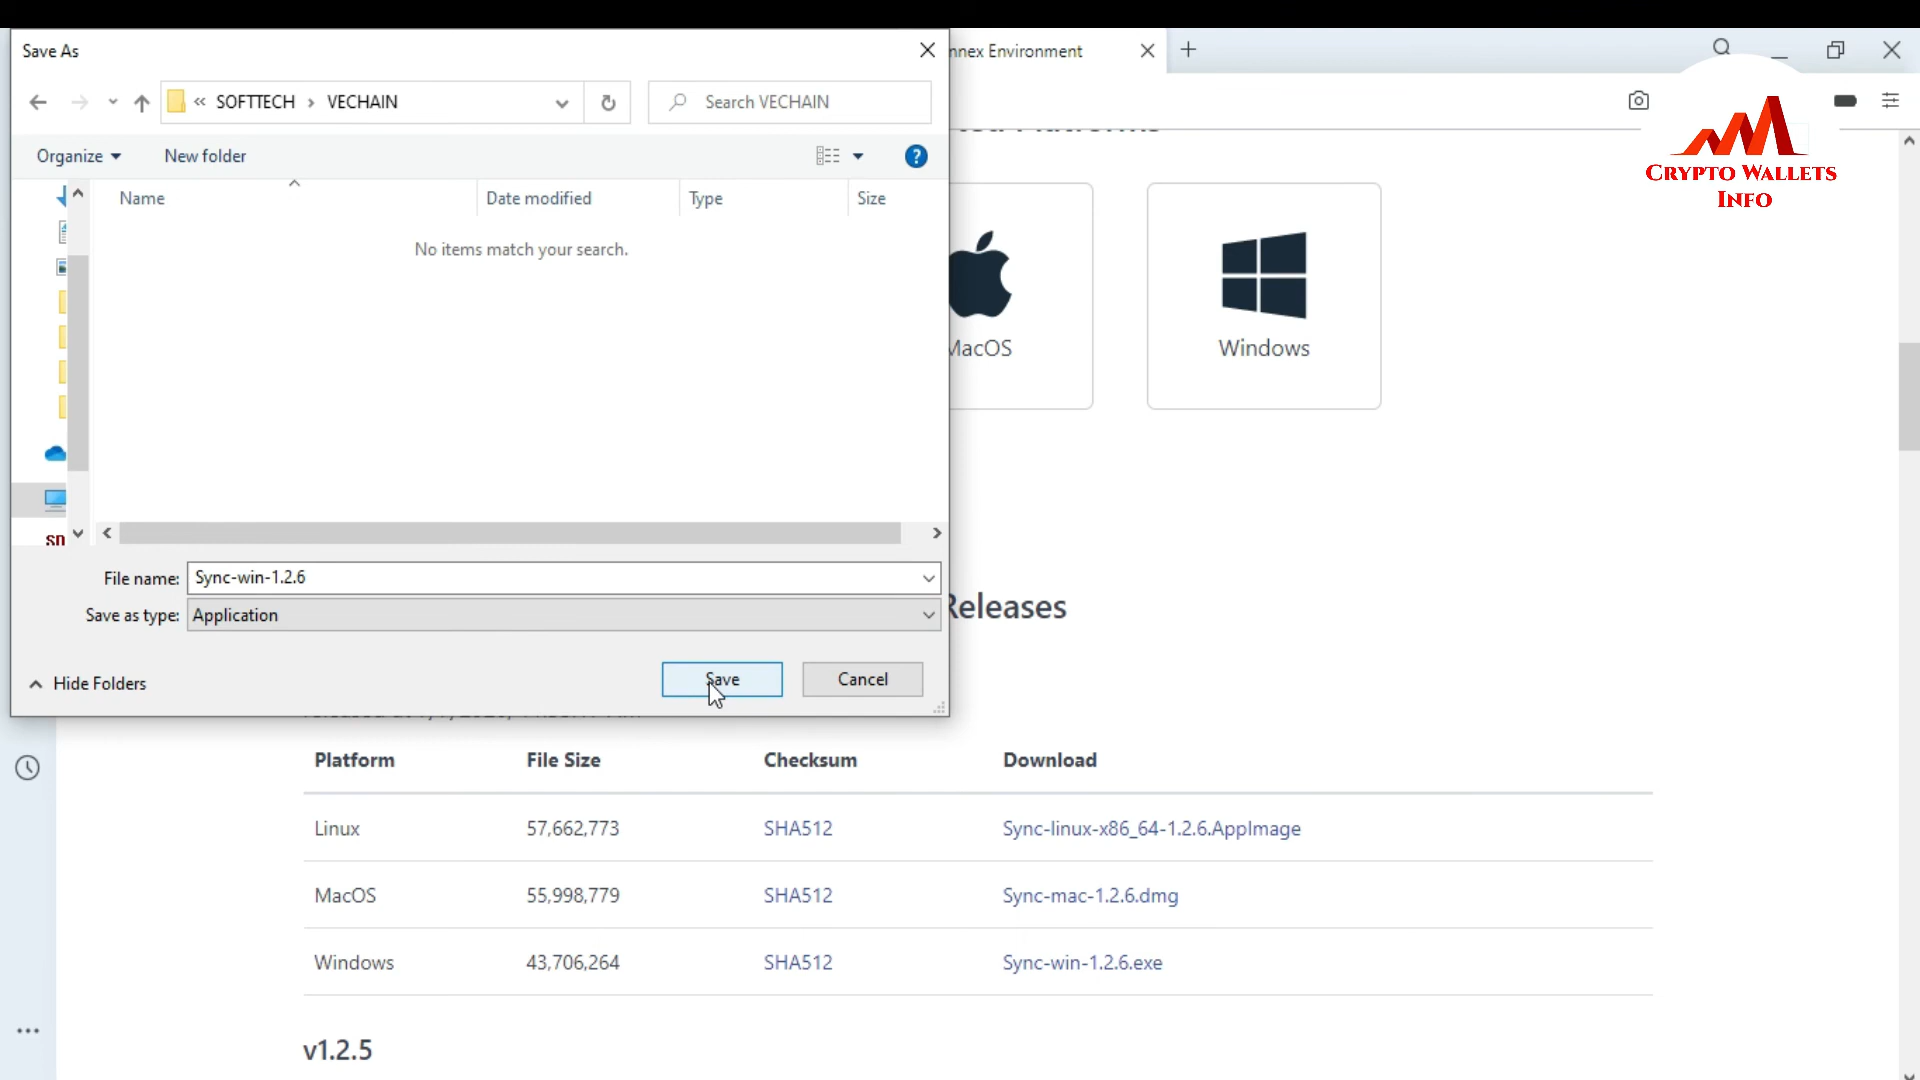 Save As
nnex Environment
« SOFTTECH › VECHAIN
Search VECHAIN
Organize
New folder
Name
Date modified
Type
Size
No items match your search.
MacOS
Windows
CRYPTO WALLETS
INFO
File name: Sync-win-1.2.6
Save as type: Application
Hide Folders
Save
Cancel
Releases
Platform File Size Checksum Download
Linux 57,662,773 SHA512 Sync-linux-x86_64-1.2.6.AppImage
MacOS 55,998,779 SHA512 Sync-mac-1.2.6.dmg
Windows 43,706,264 SHA512 Sync-win-1.2.6.exe
v1.2.5